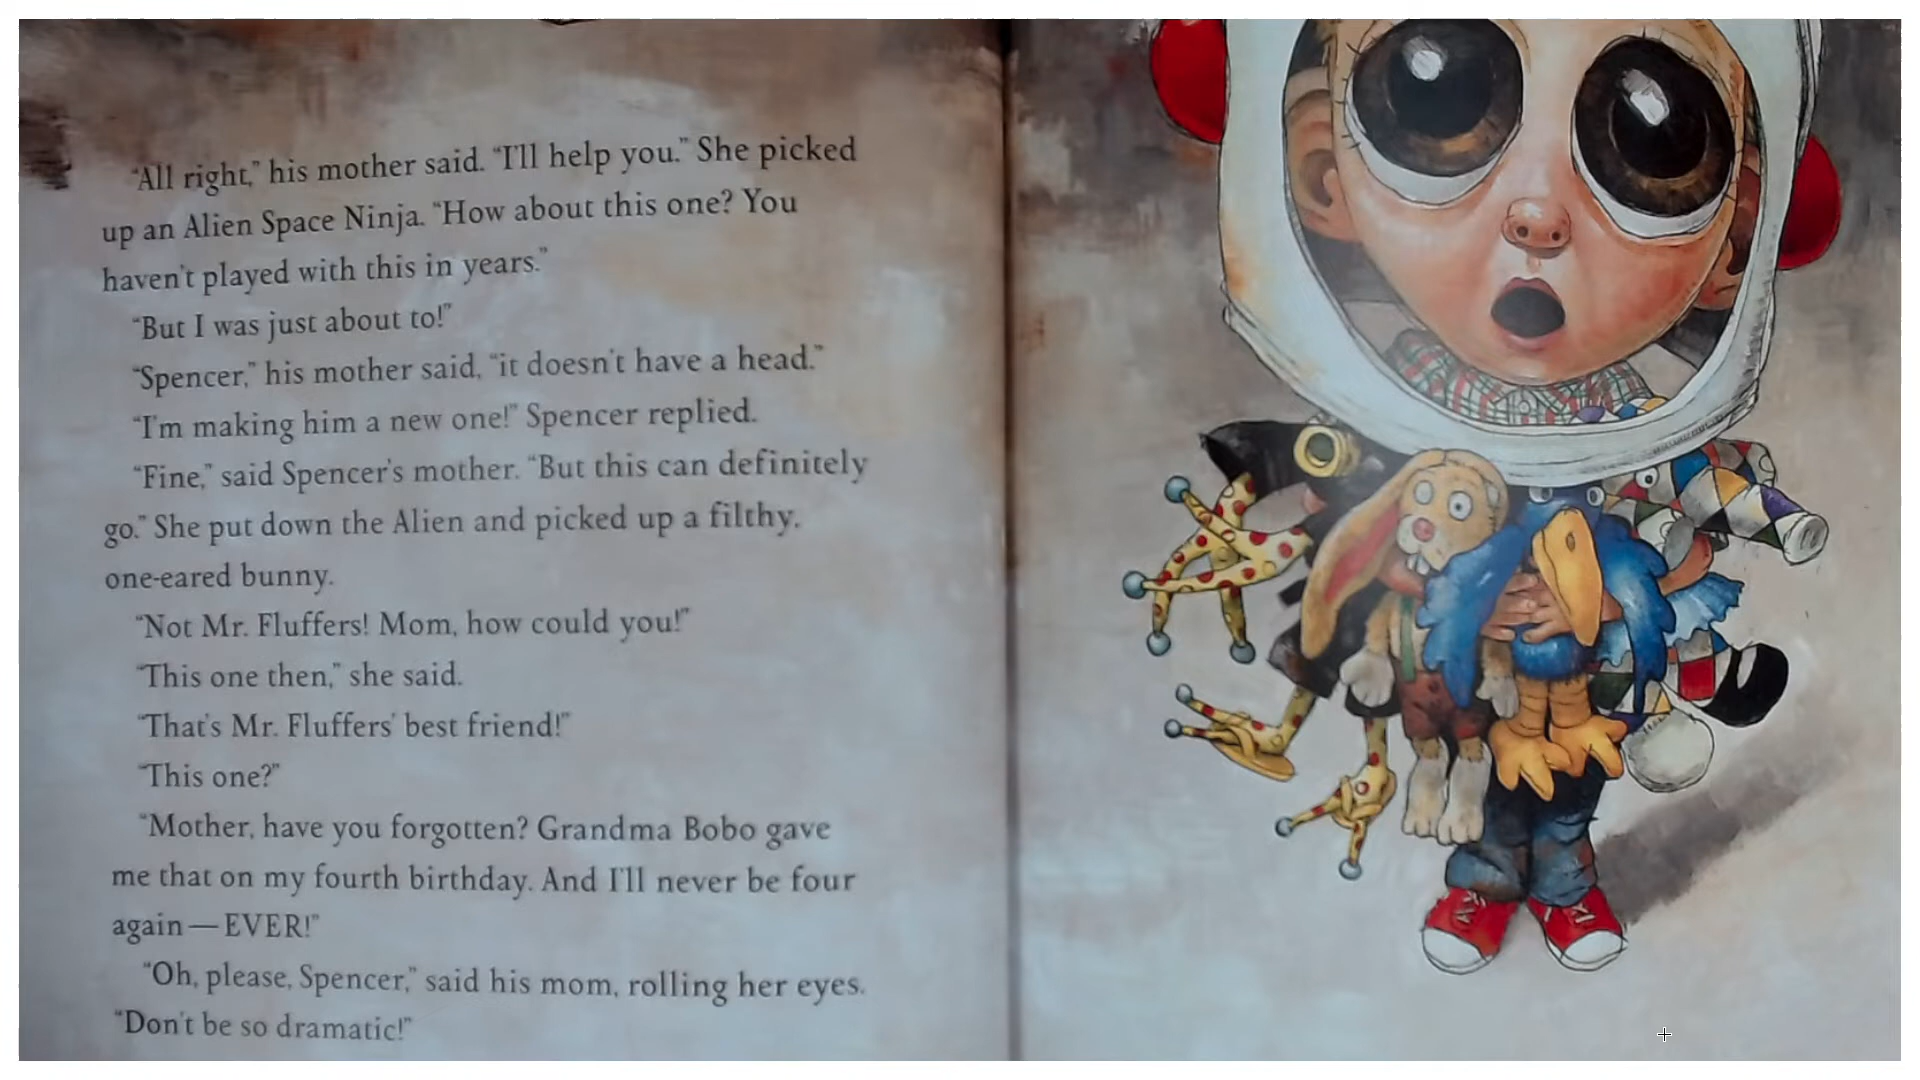 “All right,” his mother said. “I'll help you.” She picked
up an Alien Space Ninja. “How about this one? You
haven't played with this in years.”
“But I was just about to!”
“Spencer,” his mother said, “it doesn't have a head.”
“I'm making him a new one!” Spencer replied.
“Fine,” said Spencer's mother. “But this can definitely
go.” She put down the Alien and picked up a filthy,
one-eared bunny.
“Not Mr. Fluffers! Mom, how could you!”
“This one then,” she said.
“That's Mr. Fluffers' best friend!”
“This one?”
“Mother, have you forgotten? Grandma Bobo gave
me that on my fourth birthday. And I'll never be four
again — EVER!”
“Oh, please, Spencer,” said his mom, rolling her eyes.
“Don't be so dramatic!”